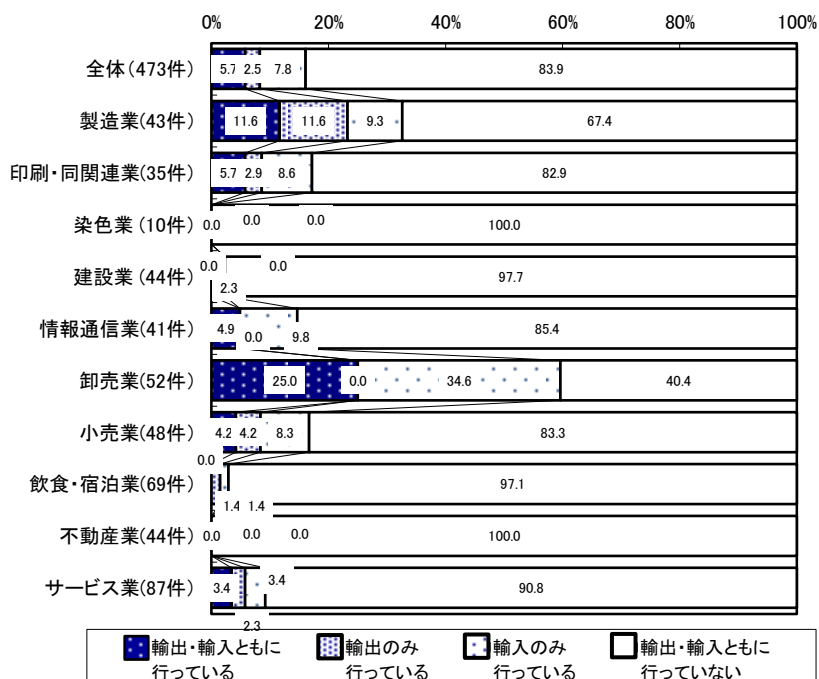 0% 20% 40% 60% 80% 100%
全体(473件) 5.7 2.5 7.8 83.9
製造業(43件) 11.6 11.6 9.3 67.4
印刷・同関連業(35件) 5.7 2.9 8.6 82.9
染色業(10件) 0.0 0.0 0.0 100.0
建設業(44件) 0.0 2.3 0.0 97.7
情報通信業(41件) 4.9 0.0 9.8 85.4
卸売業(52件) 25.0 0.0 34.6 40.4
小売業(48件) 4.2 4.2 8.3 83.3
飲食・宿泊業(69件) 0.0 1.4 1.4 97.1
不動産業(44件) 0.0 0.0 0.0 100.0
サービス業(87件) 3.4 2.3 3.4 90.8
輸出・輸入ともに 輸出のみ 輸入のみ 輸出・輸入ともに
行っている 行っている 行っている 行っていない